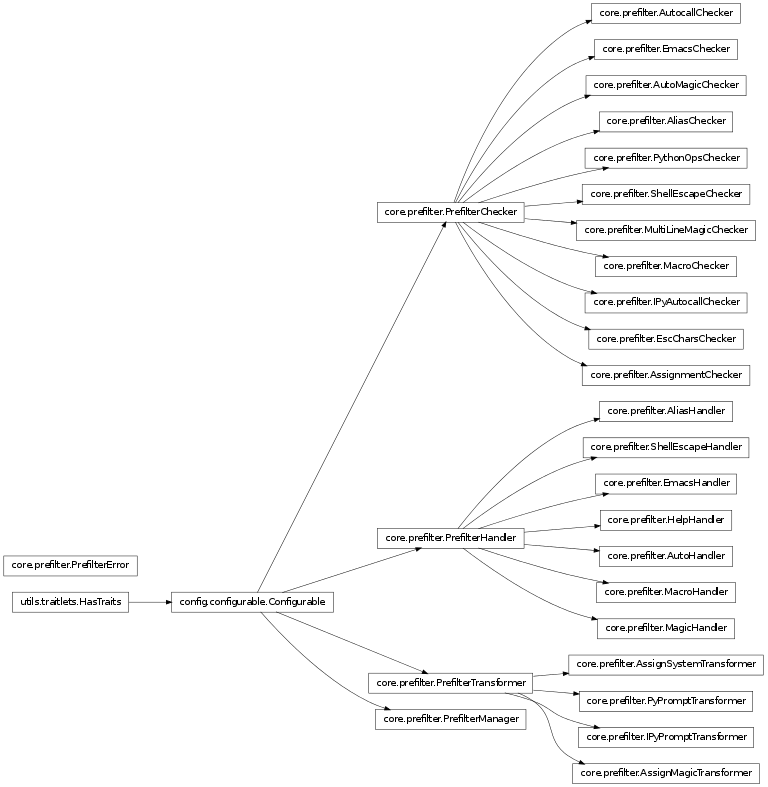 core.prefilter.AutocallChecker
core.prefilter.EmacsChecker
core.prefilter.AutoMagicChecker
core.prefilter.AliasChecker
core.prefilter.PythonOpsChecker
core.prefilter.ShellEscapeChecker
core.prefilter.PrefilterChecker
core.prefilter.MultiLineMagicChecker
core.prefilter.MacroChecker
core.prefilter.IPyAutocallChecker
core.prefilter.EscCharsChecker
core.prefilter.AssignmentChecker
core.prefilter.AliasHandler
core.prefilter.ShellEscapeHandler
core.prefilter.EmacsHandler
core.prefilter.HelpHandler
core.prefilter.PrefilterHandler
core.prefilter.AutoHandler
core.prefilter.PrefilterError
core.prefilter.MacroHandler
utils.traitlets.HasTraits
config.configurable.Configurable
core.prefilter.MagicHandler
core.prefilter.AssignSystemTransformer
core.prefilter.PrefilterTransformer
core.prefilter.PyPromptTransformer
core.prefilter.PrefilterManager
core.prefilter.IPyPromptTransformer
core.prefilter.AssignMagicTransformer